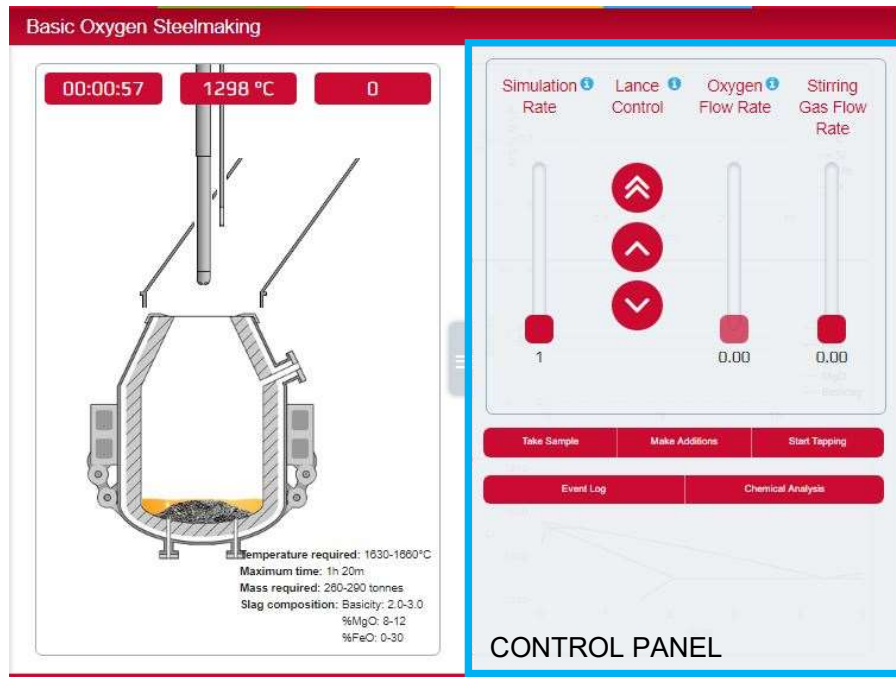 Basic Oxygen Steelmaking
00:00:57
1298 °C
0
Temperature required: 1630-1660°C
Maximum time: 1h 20m
Mass required: 260-290 tonnes
Slag composition: Basicity: 2.0-3.0
%MgO: 8-12
%FeO: 0-30
Simulation Rate
Lance Control
Oxygen Flow Rate
Stirring Gas Flow Rate
1
0.00
0.00
Take Sample
Make Additions
Start Tapping
Event Log
Chemical Analysis
CONTROL PANEL